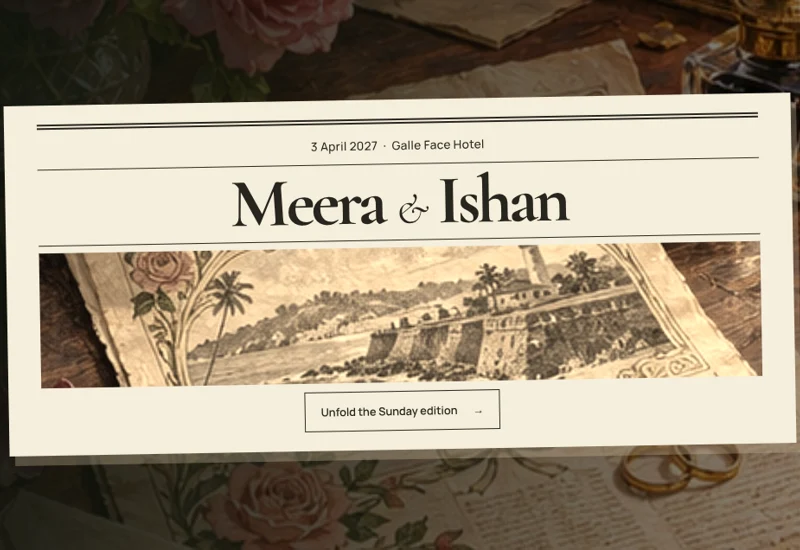 3 April 2027 · Galle Face Hotel
Meera & Ishan
Unfold the Sunday edition →